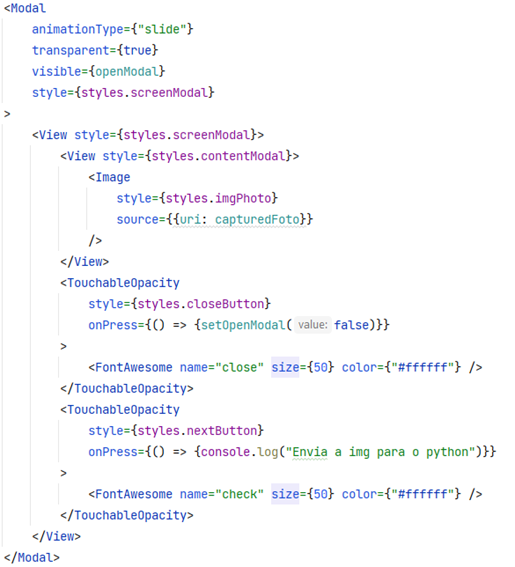 <Modal
    animationType={"slide"}
    transparent={true}
    visible={openModal}
    style={styles.screenModal}
>
    <View style={styles.screenModal}>
        <View style={styles.contentModal}>
            <Image
                style={styles.imgPhoto}
                source={{uri: capturedFoto}}
            />
        </View>
        <TouchableOpacity
            style={styles.closeButton}
            onPress={() => {setOpenModal( value: false)}}
        >
            <FontAwesome name="close" size={50} color={"#ffffff"} />
        </TouchableOpacity>
        <TouchableOpacity
            style={styles.nextButton}
            onPress={() => {console.log("Envia a img para o python")}}
        >
            <FontAwesome name="check" size={50} color={"#ffffff"} />
        </TouchableOpacity>
    </View>
</Modal>